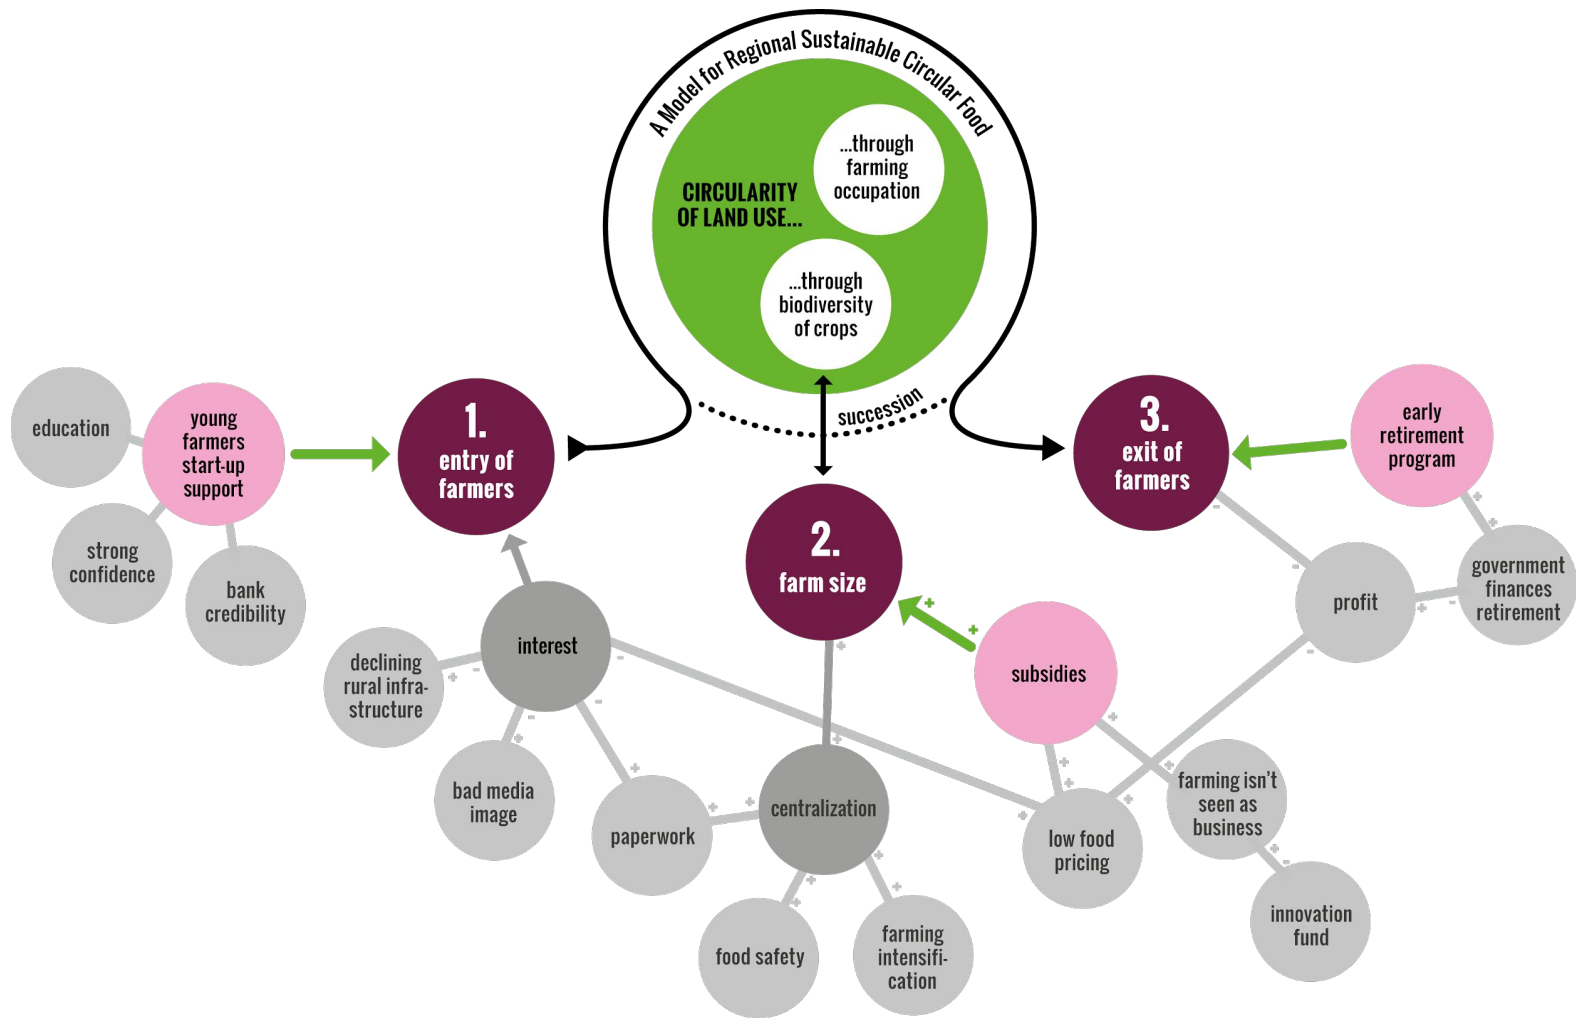 A Model for Regional Sustainable Circular Food
CIRCULARITY
OF LAND USE...
...through
farming
occupation
...through
biodiversity
of crops
succession
education
young
farmers
start-up
support
strong
confidence
bank
credibility
1.
entry of
farmers
2.
farm size
3.
exit of
farmers
early
retirement
program
government
finances
retirement
profit
interest
declining
rural infra-
structure
bad media
image
paperwork
centralization
food safety
farming
intensifi-
cation
subsidies
low food
pricing
farming isn't
seen as
business
innovation
fund